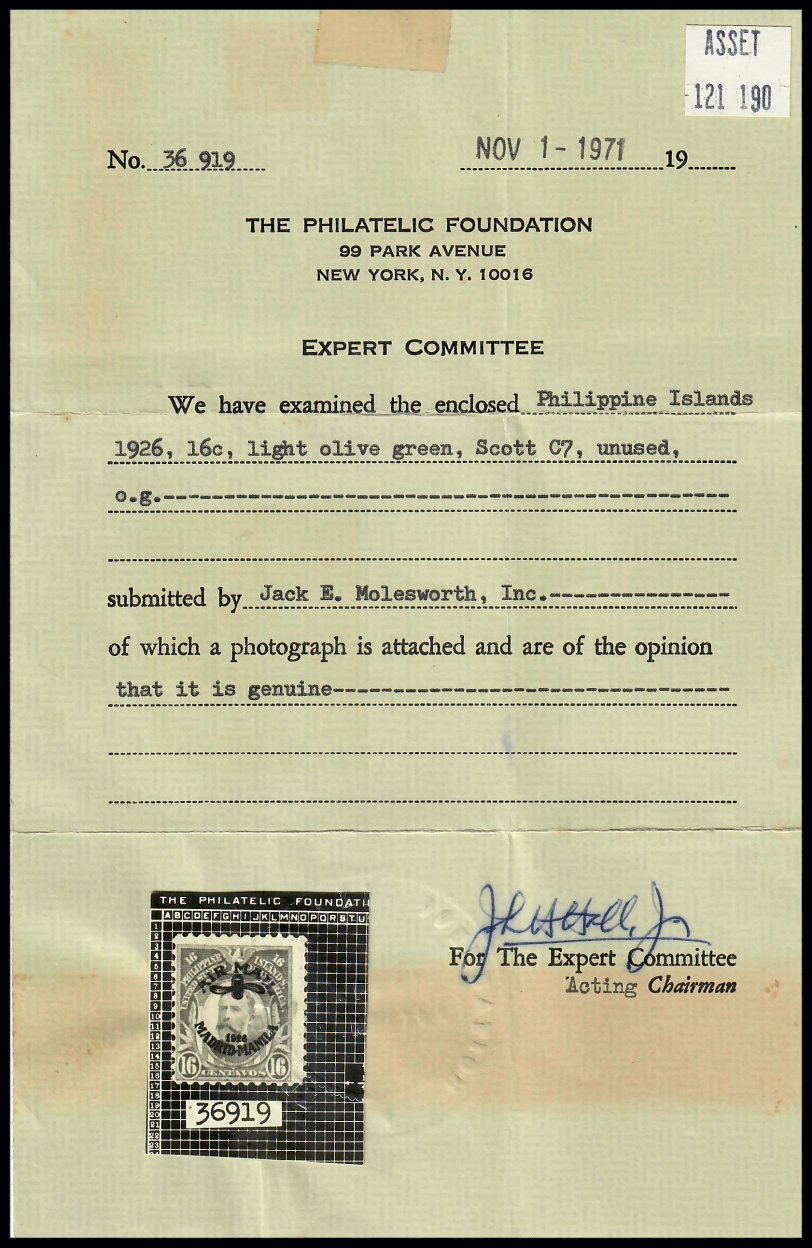 ASSET
121 190
No. 36 919 NOV 1 - 1971 19
THE PHILATELIC FOUNDATION
99 PARK AVENUE
NEW YORK, N. Y. 10016
EXPERT COMMITTEE
We have examined the enclosed Philippine Islands
1926, 16c, light olive green, Scott C7, unused,
o.g.
submitted by Jack E. Molesworth, Inc.
of which a photograph is attached and are of the opinion
that it is genuine
For The Expert Committee
Acting Chairman
THE PHILATELIC FOUNDATI
A B C D E F G H I J K L M N O P Q R S T U
16 16
AIR MAIL
1926
MADRID-MANILA
16 CENTAVOS 16
36919